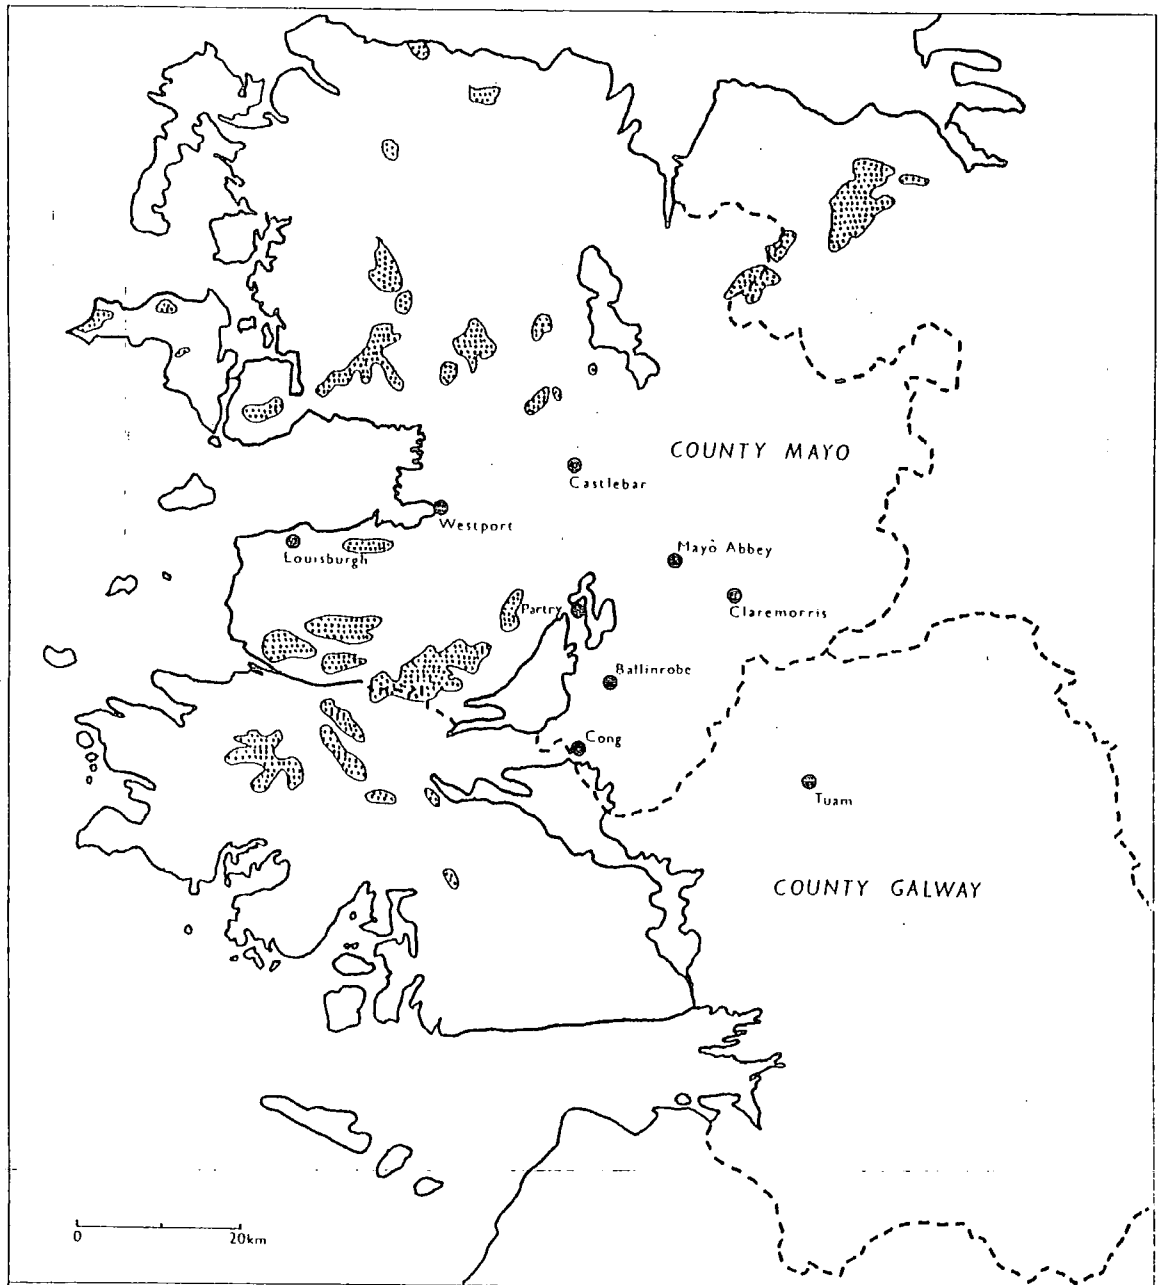 COUNTY MAYO
Castlebar
Westport
Louisburgh
Mayo Abbey
Claremorris
Partry
Ballinrobe
Cong
Tuam
COUNTY GALWAY
0 20km